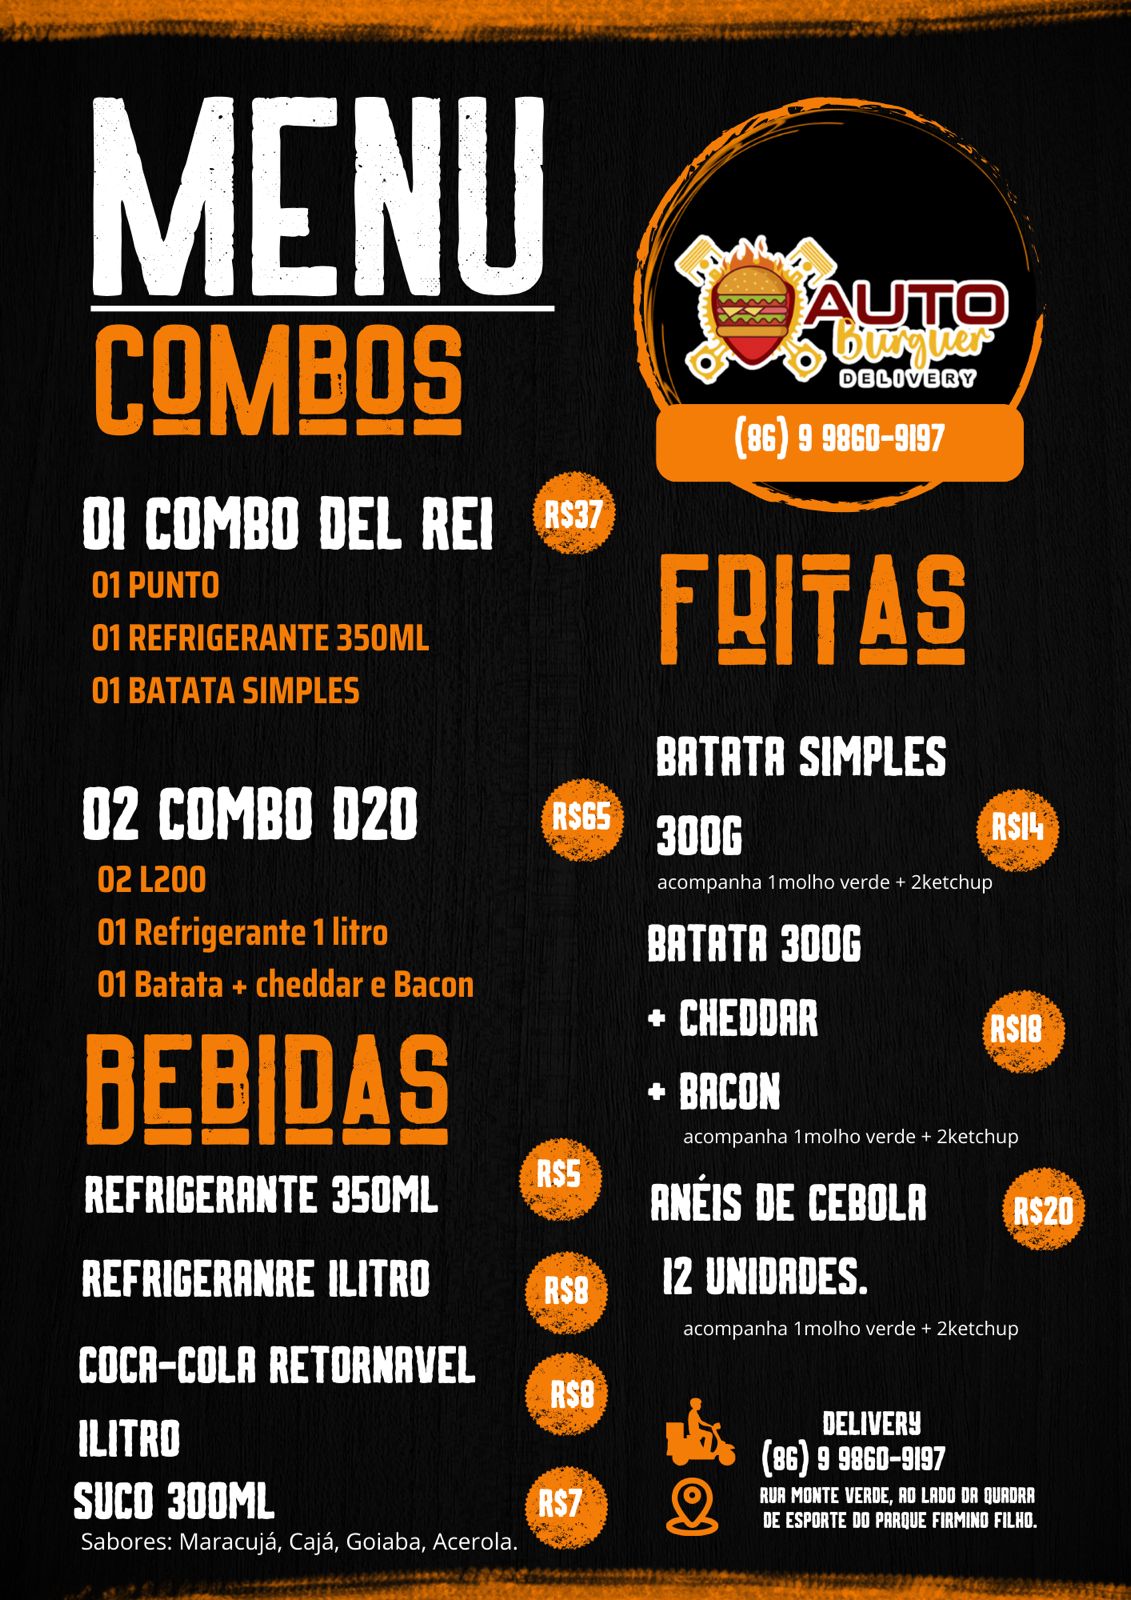 MENU
COMBOS
01 COMBO DEL REI
R$37
01 PUNTO
01 REFRIGERANTE 350ML
01 BATATA SIMPLES
02 COMBO D20
R$65
02 L200
01 Refrigerante 1 litro
01 Batata + cheddar e Bacon
BEBIDAS
REFRIGERANTE 350ML
R$5
REFRIGERANRE 1LITRO
R$8
COCA-COLA RETORNAVEL
1LITRO
R$8
SUCO 300ML
R$7
Sabores: Maracujá, Cajá, Goiaba, Acerola.
AUTO
Burguer
DELIVERY
(86) 9 9860-9197
FRITAS
BATATA SIMPLES
300G
R$14
acompanha 1molho verde + 2ketchup
BATATA 300G
+ CHEDDAR
R$18
+ BACON
acompanha 1molho verde + 2ketchup
ANÉIS DE CEBOLA
R$20
12 UNIDADES.
acompanha 1molho verde + 2ketchup
DELIVERY
(86) 9 9860-9197
RUA MONTE VERDE, AO LADO DA QUADRA
DE ESPORTE DO PARQUE FIRMINO FILHO.